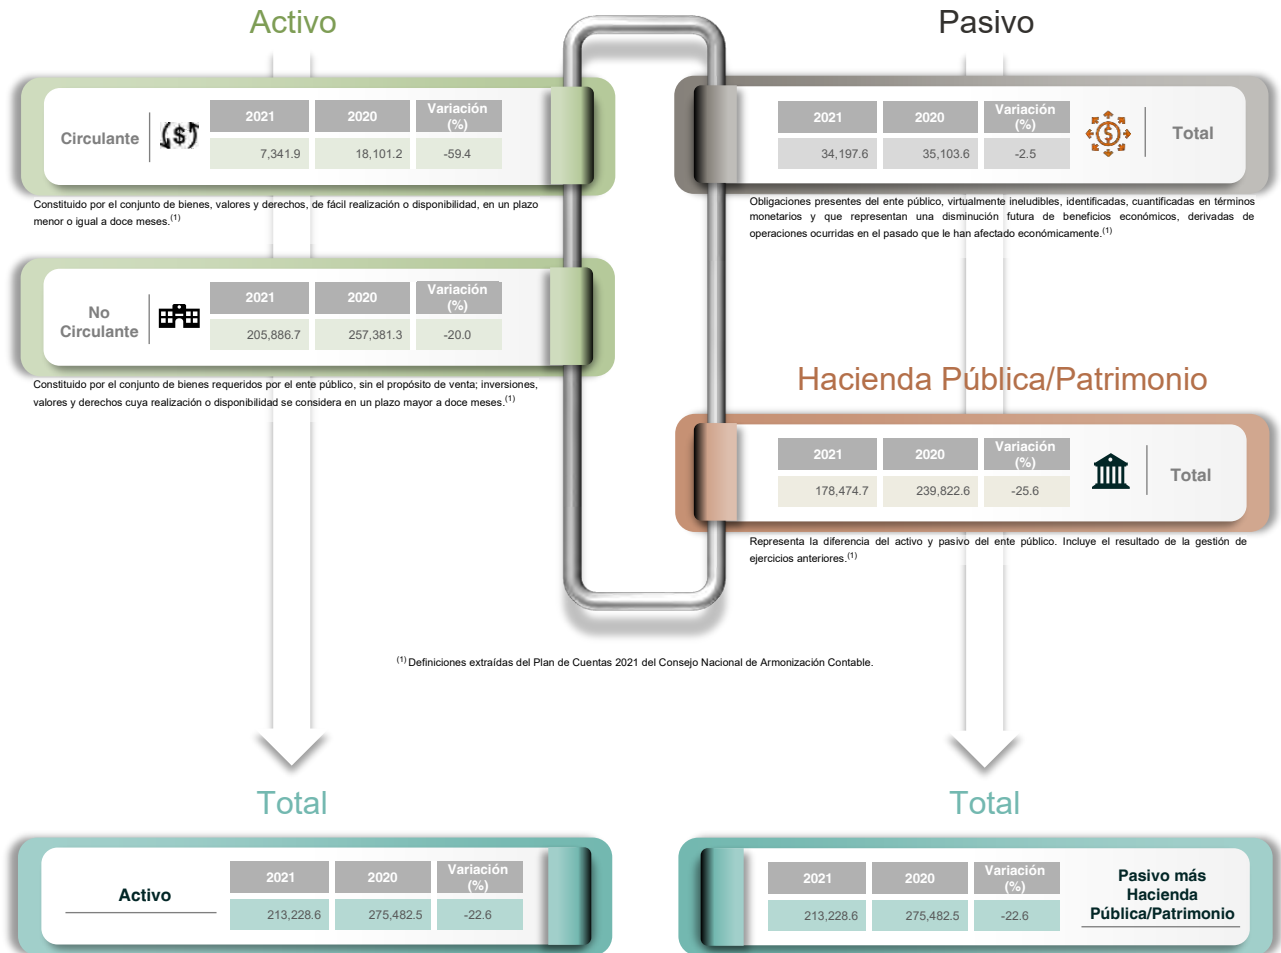 Activo
Circulante
2021 2020 Variación (%)
7,341.9 18,101.2 -59.4
Constituido por el conjunto de bienes, valores y derechos, de fácil realización o disponibilidad, en un plazo
menor o igual a doce meses.(1)
No
Circulante
2021 2020 Variación (%)
205,886.7 257,381.3 -20.0
Constituido por el conjunto de bienes requeridos por el ente público, sin el propósito de venta; inversiones,
valores y derechos cuya realización o disponibilidad se considera en un plazo mayor a doce meses.(1)
Pasivo
2021 2020 Variación (%)
34,197.6 35,103.6 -2.5
Total
Obligaciones presentes del ente público, virtualmente ineludibles, identificadas, cuantificadas en términos
monetarios y que representan una disminución futura de beneficios económicos, derivadas de
operaciones ocurridas en el pasado que le han afectado económicamente.(1)
Hacienda Pública/Patrimonio
2021 2020 Variación (%)
178,474.7 239,822.6 -25.6
Total
Representa la diferencia del activo y pasivo del ente público. Incluye el resultado de la gestión de
ejercicios anteriores.(1)
(1) Definiciones extraídas del Plan de Cuentas 2021 del Consejo Nacional de Armonización Contable.
Total
Activo
2021 2020 Variación (%)
213,228.6 275,482.5 -22.6
Total
2021 2020 Variación (%)
213,228.6 275,482.5 -22.6
Pasivo más
Hacienda
Pública/Patrimonio